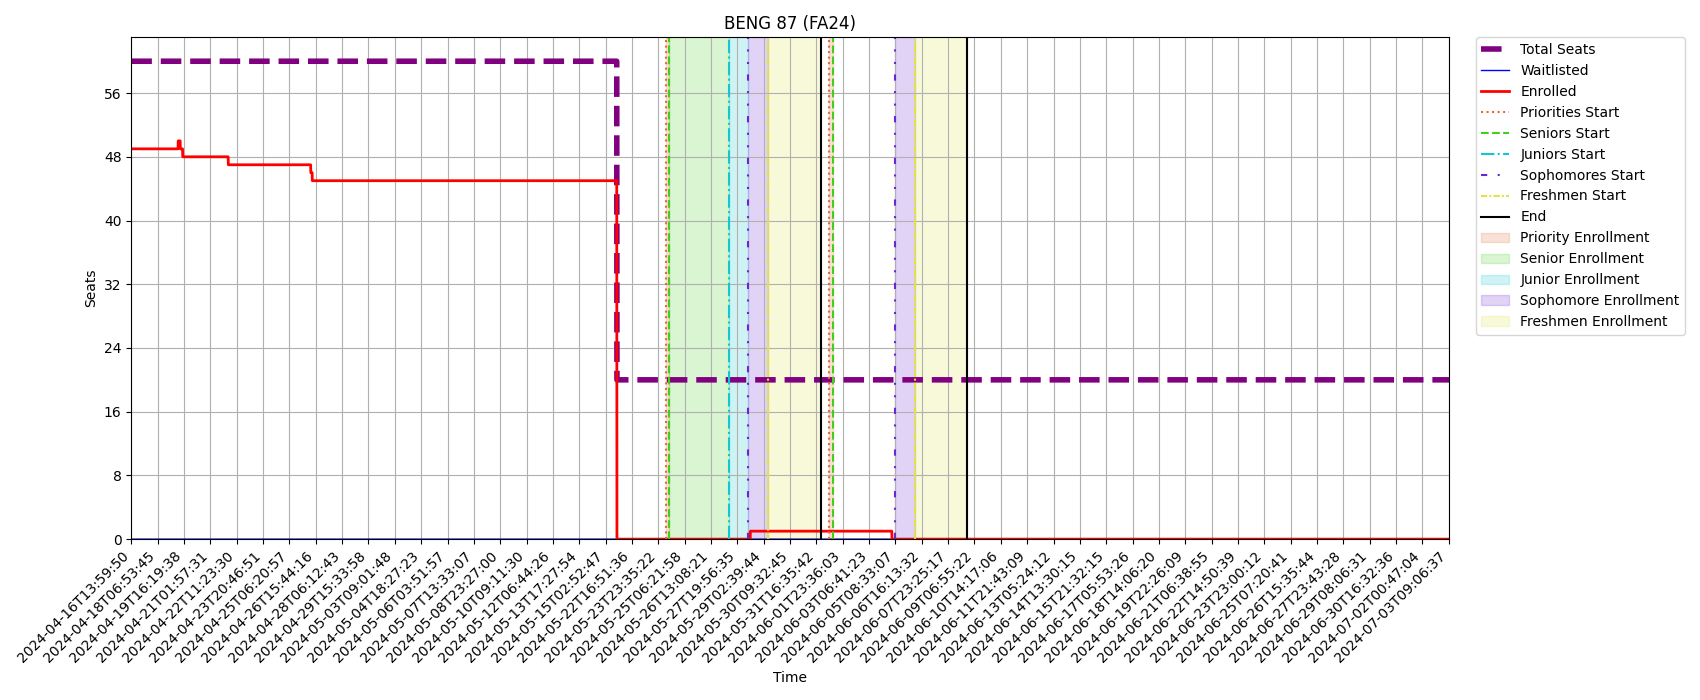 BENG 87 (FA24)
Total Seats
Waitlisted
Enrolled
Priorities Start
Seniors Start
Juniors Start
Sophomores Start
Freshmen Start
End
Priority Enrollment
Senior Enrollment
Junior Enrollment
Sophomore Enrollment
Freshmen Enrollment
Seats
56
48
40
32
24
16
8
0
2024-04-16T13:59:50
2024-04-18T06:53:45
2024-04-19T16:19:38
2024-04-21T01:57:31
2024-04-22T11:23:30
2024-04-23T20:46:51
2024-04-25T06:20:57
2024-04-26T15:44:16
2024-04-28T06:12:43
2024-04-29T15:33:58
2024-05-03T09:01:48
2024-05-04T18:27:23
2024-05-06T03:51:57
2024-05-07T13:33:07
2024-05-08T23:27:00
2024-05-10T09:11:30
2024-05-12T06:44:26
2024-05-13T17:27:54
2024-05-15T02:52:47
2024-05-22T16:51:36
2024-05-23T23:35:22
2024-05-25T06:21:58
2024-05-26T13:08:21
2024-05-27T19:56:35
2024-05-29T02:39:44
2024-05-30T09:32:45
2024-05-31T16:35:42
2024-06-01T23:36:03
2024-06-03T06:41:23
2024-06-05T08:33:07
2024-06-06T16:13:32
2024-06-07T23:25:17
2024-06-09T06:55:22
2024-06-10T14:17:06
2024-06-11T21:43:09
2024-06-13T05:24:12
2024-06-14T13:30:15
2024-06-15T21:32:15
2024-06-17T05:53:26
2024-06-18T14:06:20
2024-06-19T22:26:09
2024-06-21T06:38:55
2024-06-22T14:50:39
2024-06-23T23:00:12
2024-06-25T07:20:41
2024-06-26T15:35:44
2024-06-27T23:43:28
2024-06-29T08:06:31
2024-06-30T16:32:36
2024-07-02T00:47:04
2024-07-03T09:06:37
Time